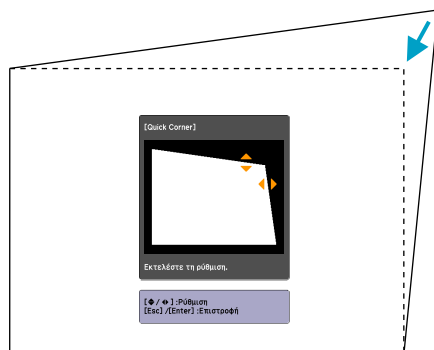 [Quick Corner]
Εκτελέστε τη ρύθμιση.
[ / ] :Ρύθμιση
[Esc] /[Enter] :Επιστροφή